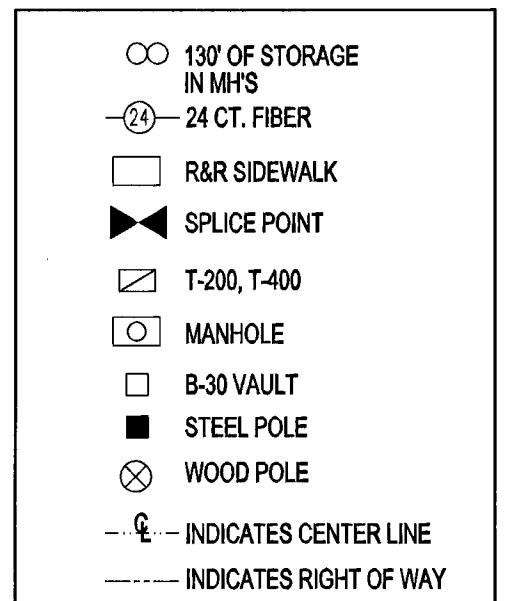 130' OF STORAGE
IN MH'S
24 24 CT. FIBER
R&R SIDEWALK
SPLICE POINT
T-200, T-400
MANHOLE
B-30 VAULT
STEEL POLE
WOOD POLE
℄ INDICATES CENTER LINE
INDICATES RIGHT OF WAY